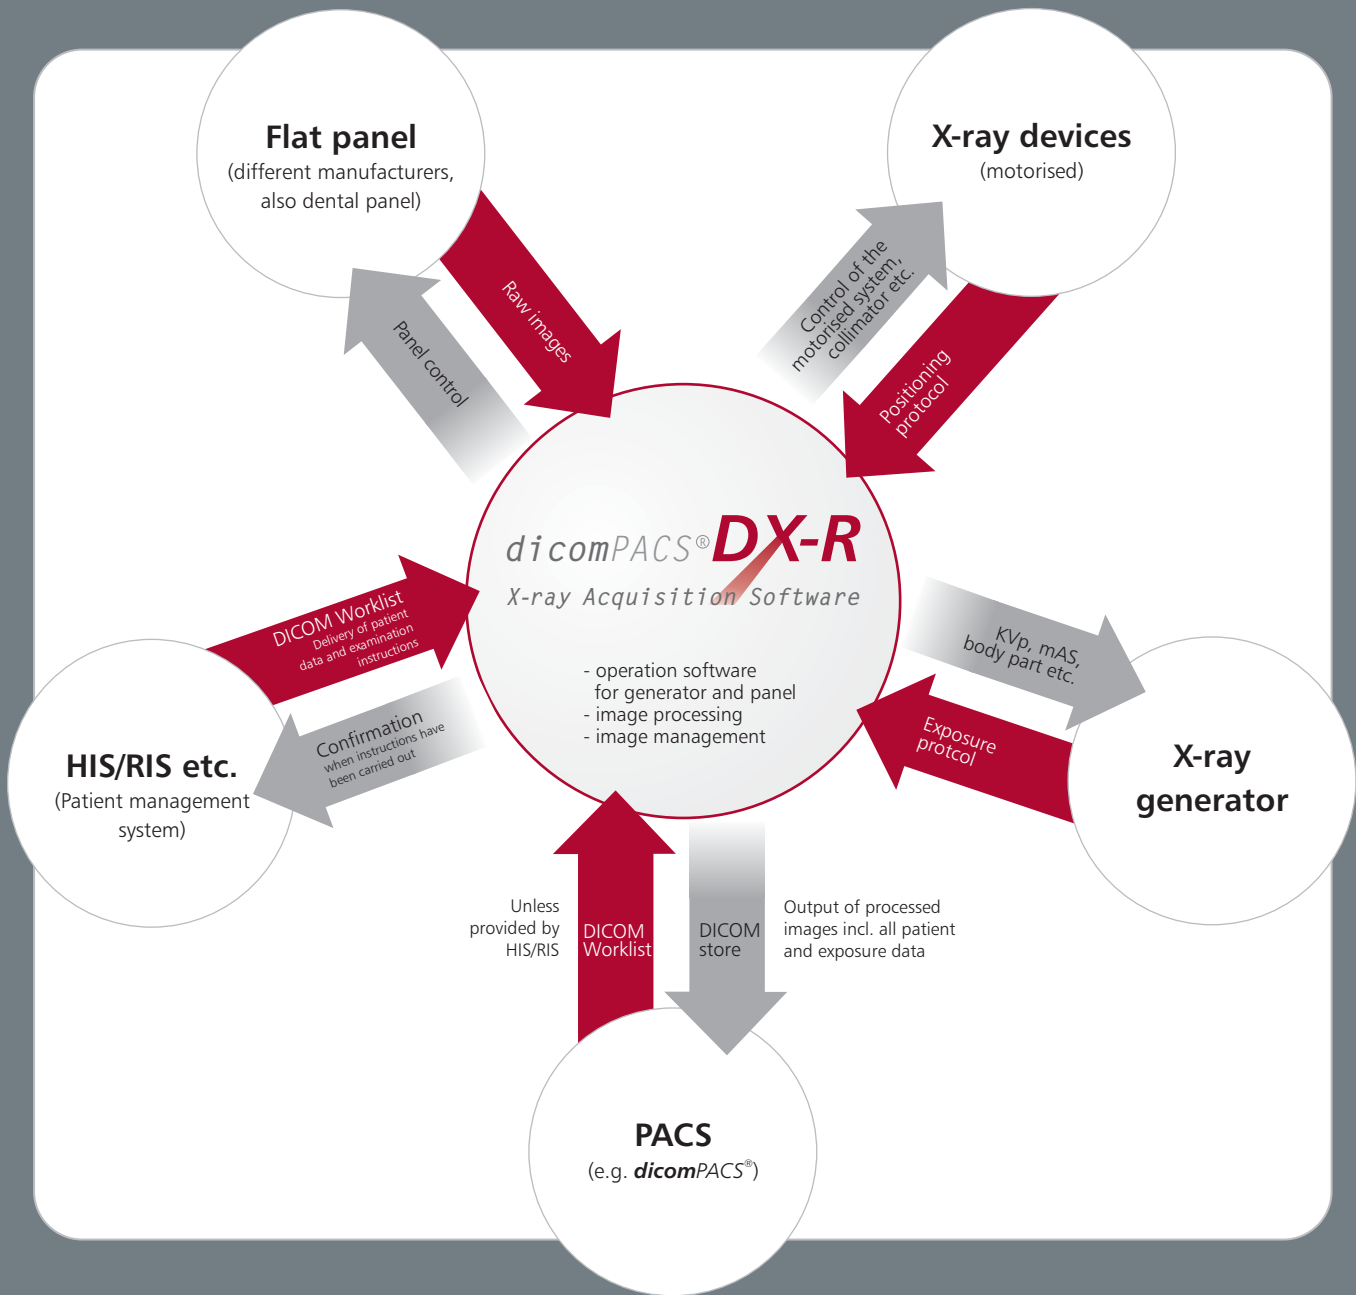 Flat panel
(different manufacturers,
also dental panel)
X-ray devices
(motorised)
Raw images
Panel control
Control of the
motorised system,
collimator etc.
Positioning
protocol
dicomPACS® DX-R
X-ray Acquisition Software
- operation software
for generator and panel
- image processing
- image management
DICOM Worklist
Delivery of patient
data and examination
instructions
Confirmation
when instructions have
been carried out
HIS/RIS etc.
(Patient management
system)
KVp, mAS,
body part etc.
Exposure
protcol
X-ray
generator
Unless
provided by
HIS/RIS
DICOM
Worklist
DICOM
store
Output of processed
images incl. all patient
and exposure data
PACS
(e.g. dicomPACS®)